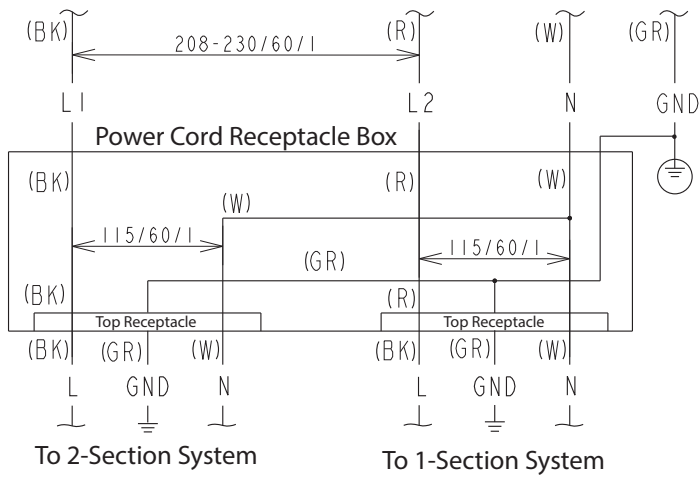 (BK) (R) (W) (GR)
208-230/60/1
L1 L2 N GND
Power Cord Receptacle Box
(BK) (R) (W)
(W)
115/60/1 115/60/1
(GR)
(BK) (R)
Top Receptacle Top Receptacle
(BK) (GR) (W) (BK) (GR) (W)
L GND N L GND N
To 2-Section System To 1-Section System